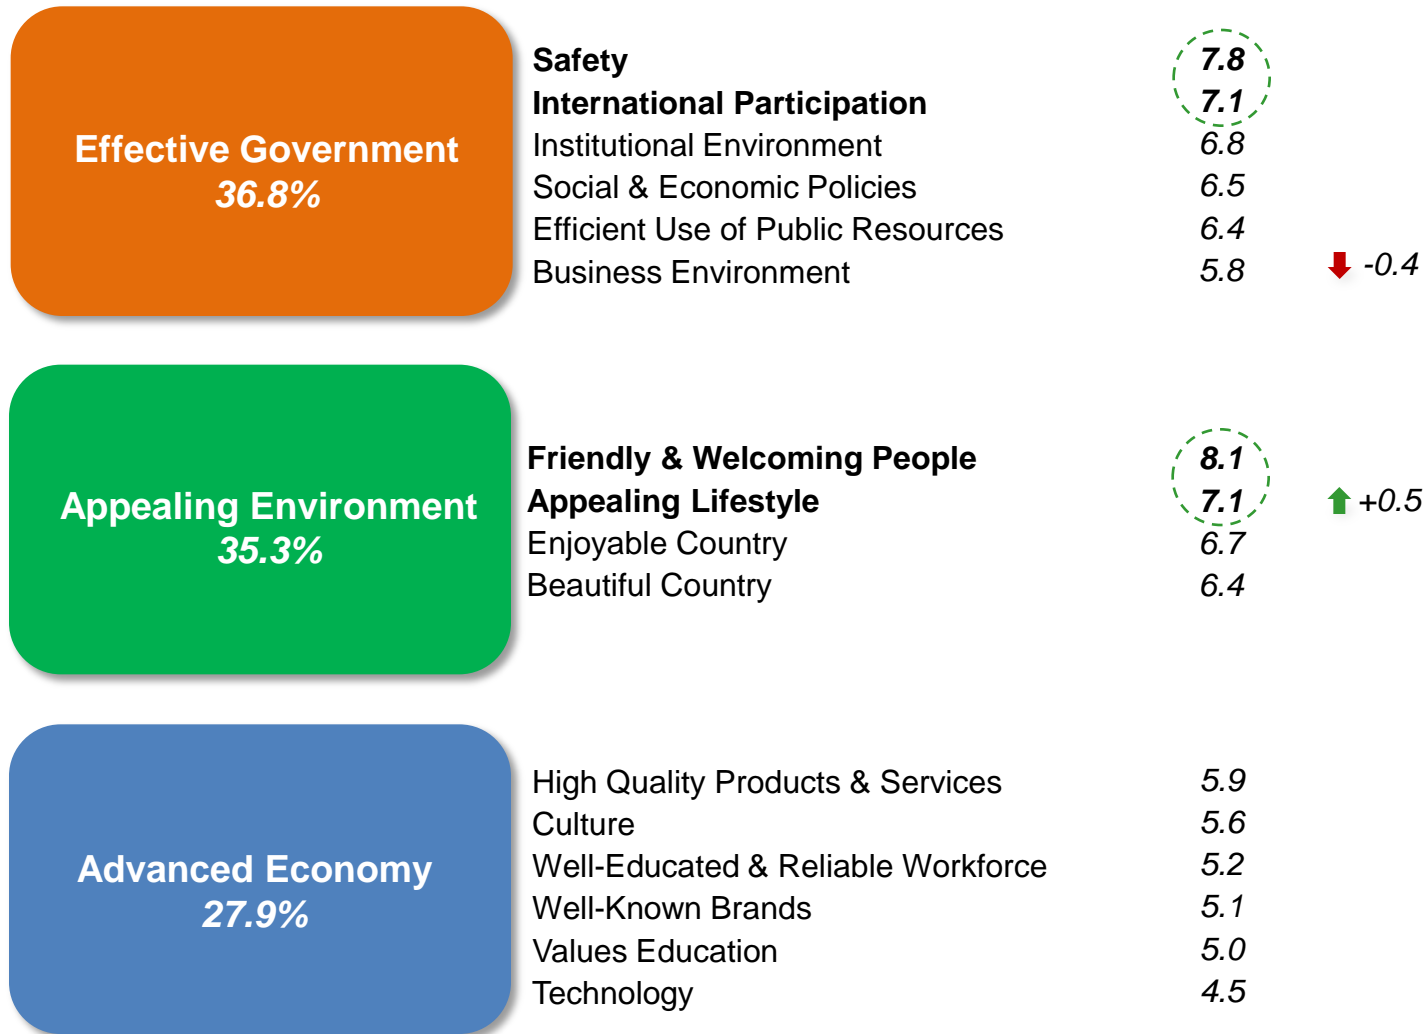 Effective Government
36.8%
Safety 7.8
International Participation 7.1
Institutional Environment 6.8
Social & Economic Policies 6.5
Efficient Use of Public Resources 6.4
Business Environment 5.8 -0.4
Appealing Environment
35.3%
Friendly & Welcoming People 8.1
Appealing Lifestyle 7.1 +0.5
Enjoyable Country 6.7
Beautiful Country 6.4
Advanced Economy
27.9%
High Quality Products & Services 5.9
Culture 5.6
Well-Educated & Reliable Workforce 5.2
Well-Known Brands 5.1
Values Education 5.0
Technology 4.5